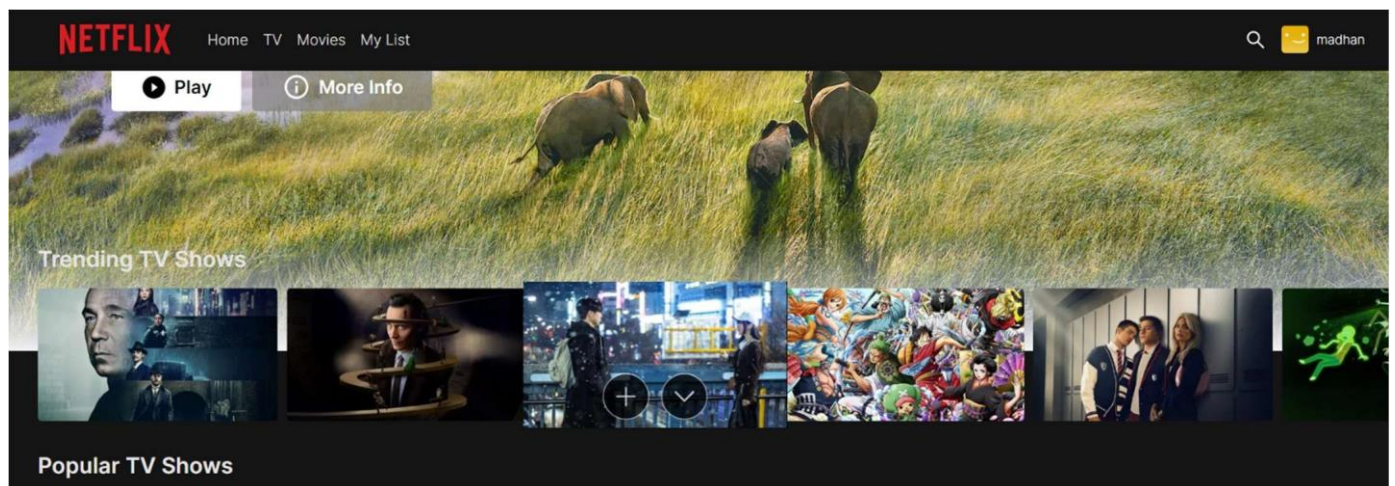 NETFLIX Home TV Movies My List madhan
Play More Info
Trending TV Shows
Popular TV Shows